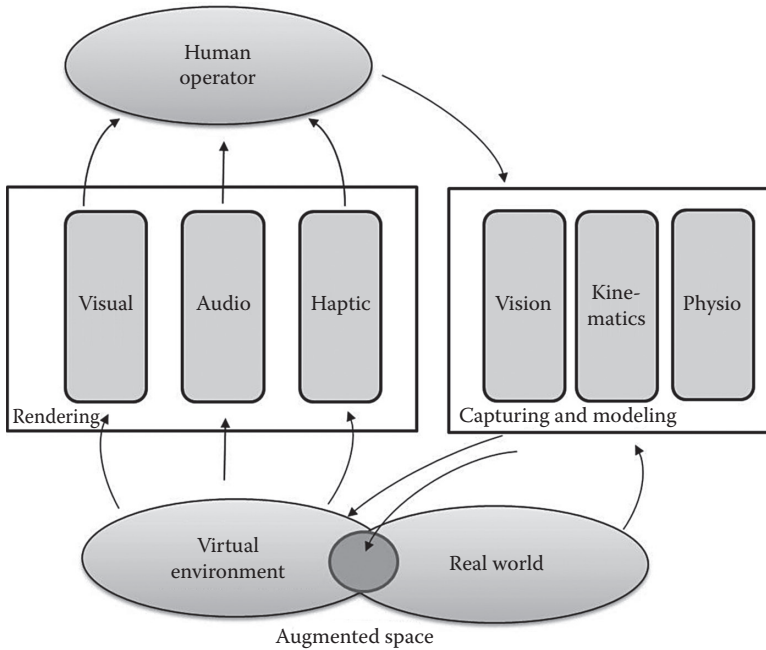 Human
operator
Visual
Audio
Haptic
Rendering
Vision
Kine-
matics
Physio
Capturing and modeling
Virtual
environment
Real world
Augmented space